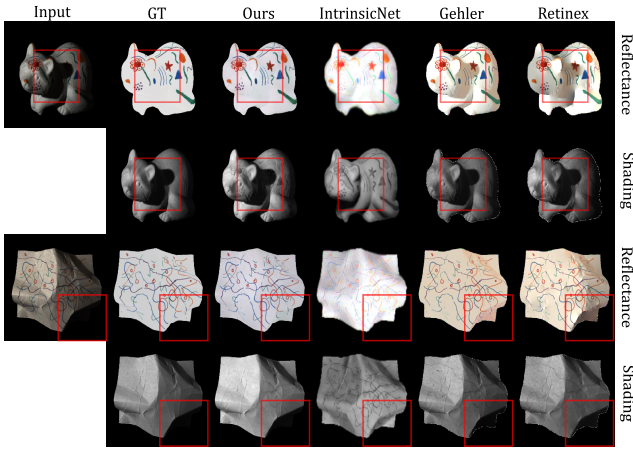 Input GT Ours IntrinsicNet Gehler Retinex
Reflectance
Shading
Reflectance
Shading